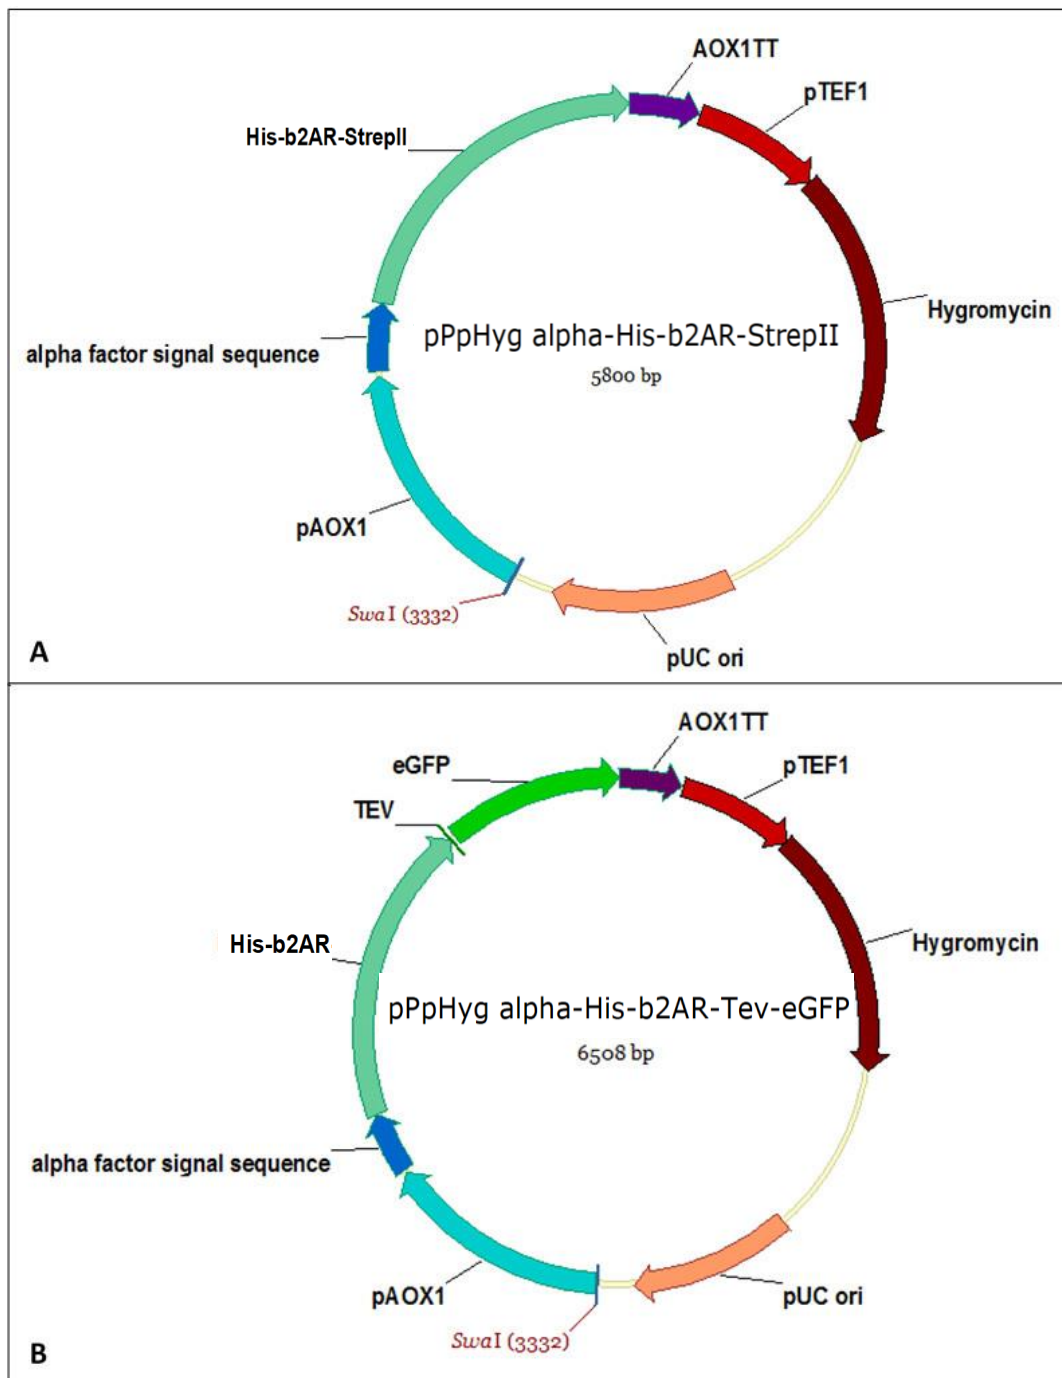 AOX1TT
pTEF1
His-b2AR-StrepII
Hygromycin
pPpHyg alpha-His-b2AR-StrepII
alpha factor signal sequence
5800 bp
pAOX1
SwaI (3332)
A
pUC ori
AOX1TT
eGFP
pTEF1
TEV
His-b2AR
Hygromycin
pPpHyg alpha-His-b2AR-Tev-eGFP
6508 bp
alpha factor signal sequence
pAOX1
pUC ori
SwaI (3332)
B